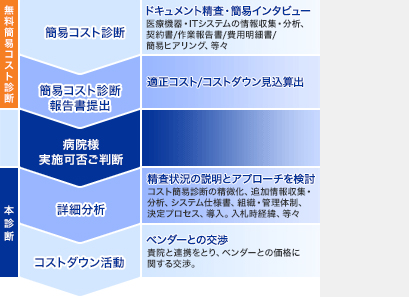 無料簡易コスト診断
簡易コスト診断
ドキュメント精査・簡易インタビュー
医療機器・ITシステムの情報収集・分析、
契約書/作業報告書/費用明細書/
簡易ヒアリング、等々
簡易コスト診断
報告書提出
適正コスト/コストダウン見込算出
病院様
実施可否ご判断
本診断
詳細分析
精査状況の説明とアプローチを検討
コスト簡易診断の精緻化、追加情報収集・
分析、システム仕様書、組織・管理体制、
決定プロセス、導入。入札時経緯、等々
コストダウン活動
ベンダーとの交渉
貴院と連携をとり、ベンダーとの価格に
関する交渉。